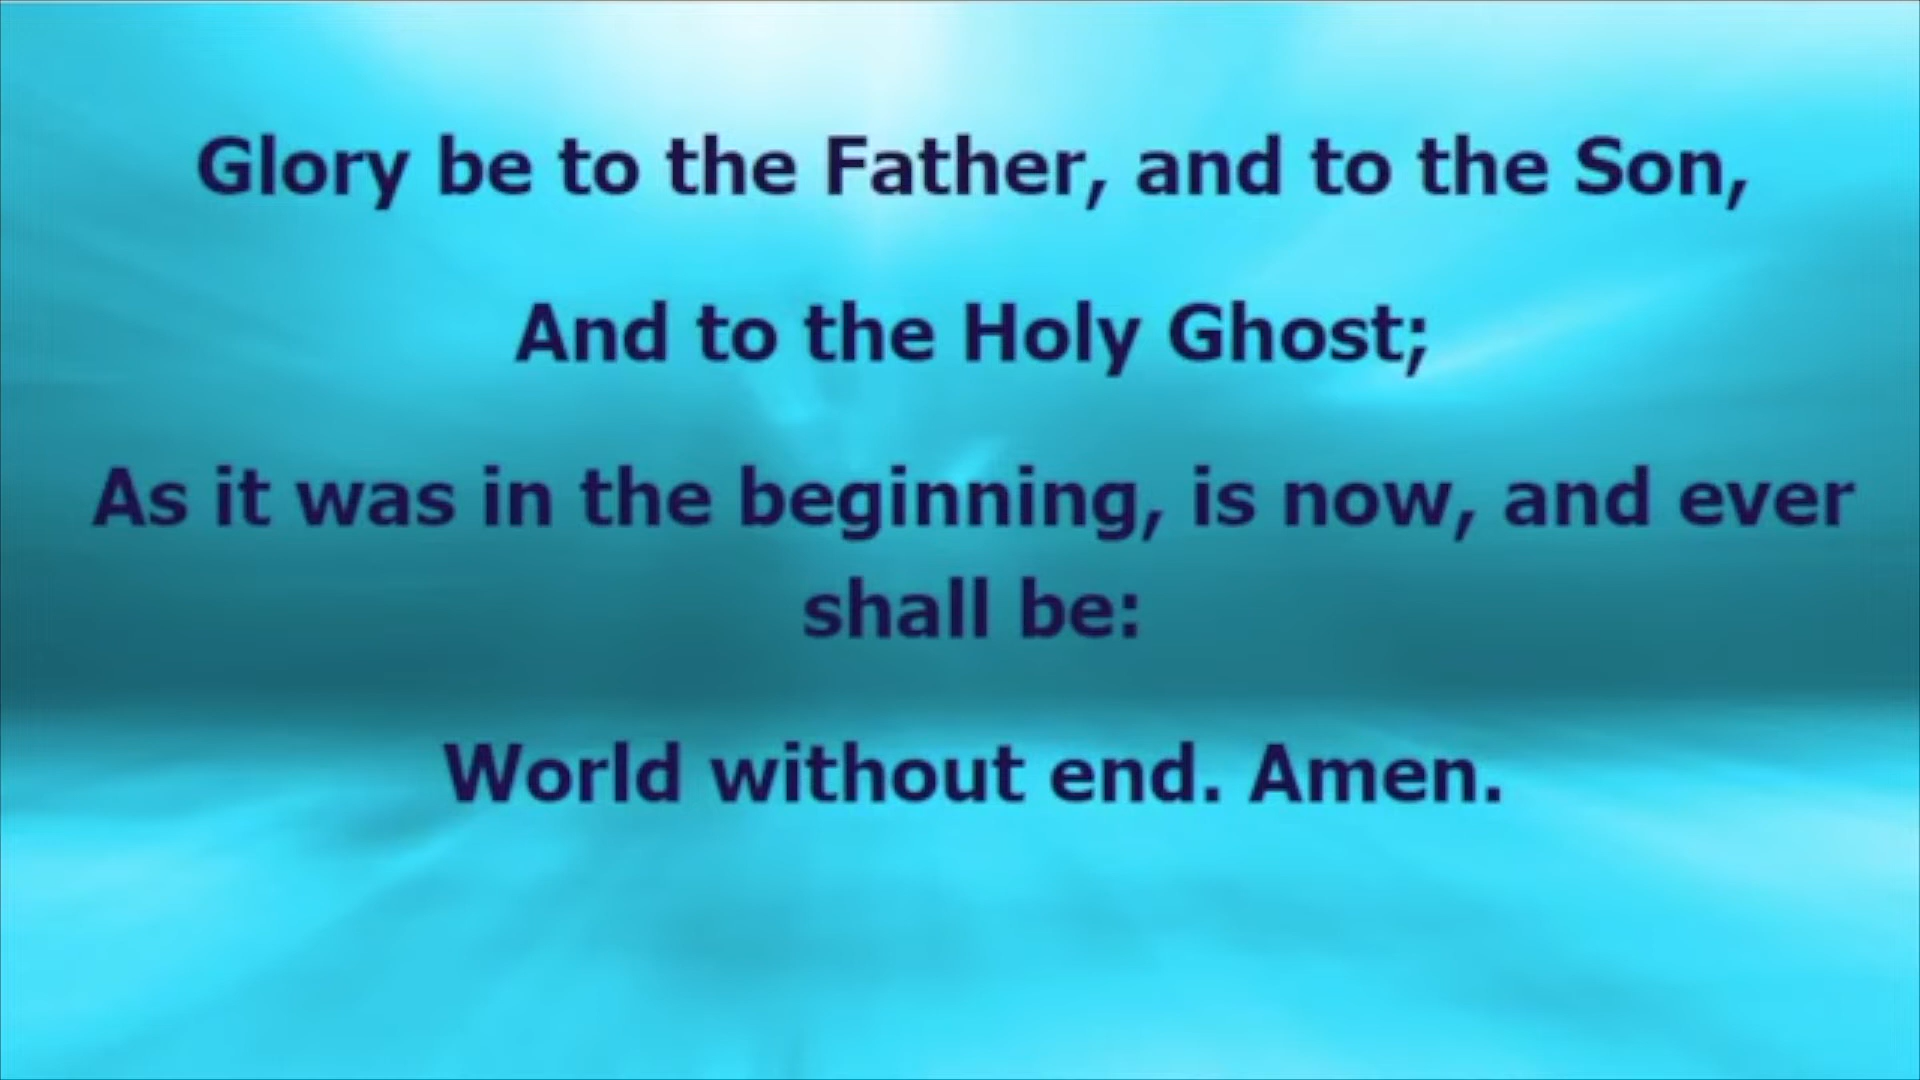 Glory be to the Father, and to the Son,
And to the Holy Ghost;
As it was in the beginning, is now, and ever
shall be:
World without end. Amen.